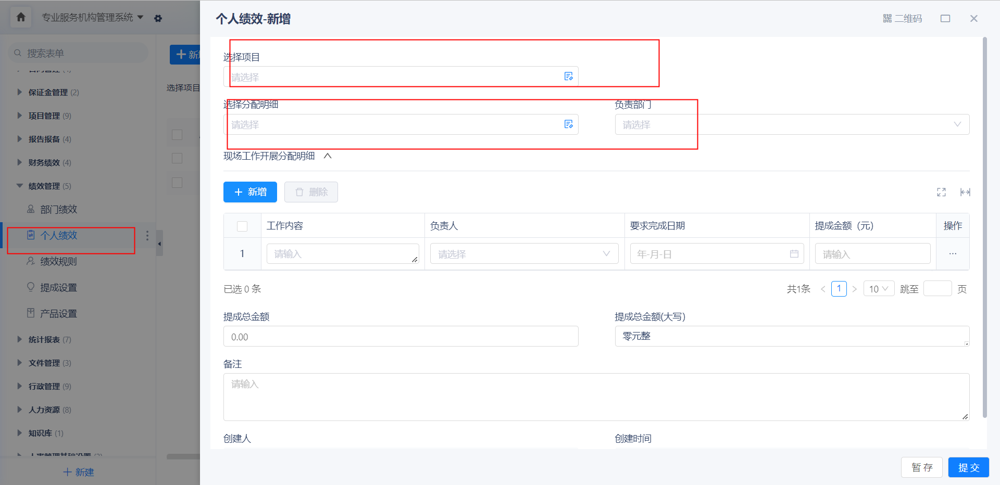 专业服务机构管理系统
搜索表单
保证金管理 (2)
项目管理 (9)
报告报备 (4)
财务绩效 (4)
绩效管理 (5)
部门绩效
个人绩效
绩效规则
提成设置
产品设置
统计报表 (7)
文件管理 (3)
行政管理 (9)
人力资源 (8)
知识库 (1)
新建
选择项目
个人绩效-新增
二维码
选择项目
请选择
选择分配明细 负责部门
请选择 请选择
现场工作开展分配明细
新增 删除
工作内容 负责人 要求完成日期 提成金额（元） 操作
1 请输入 请选择 年-月-日 请输入 ...
已选 0 条 共1条 < 1 > 10 跳至 页
提成总金额 提成总金额(大写)
0.00 零元整
备注
请输入
创建人 创建时间
暂存 提交